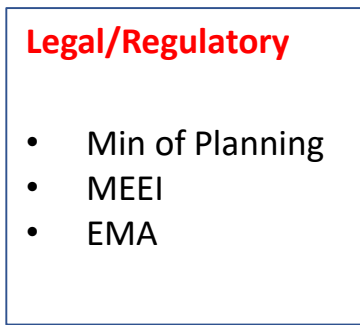 Legal/Regulatory
• Min of Planning
• MEEI
• EMA